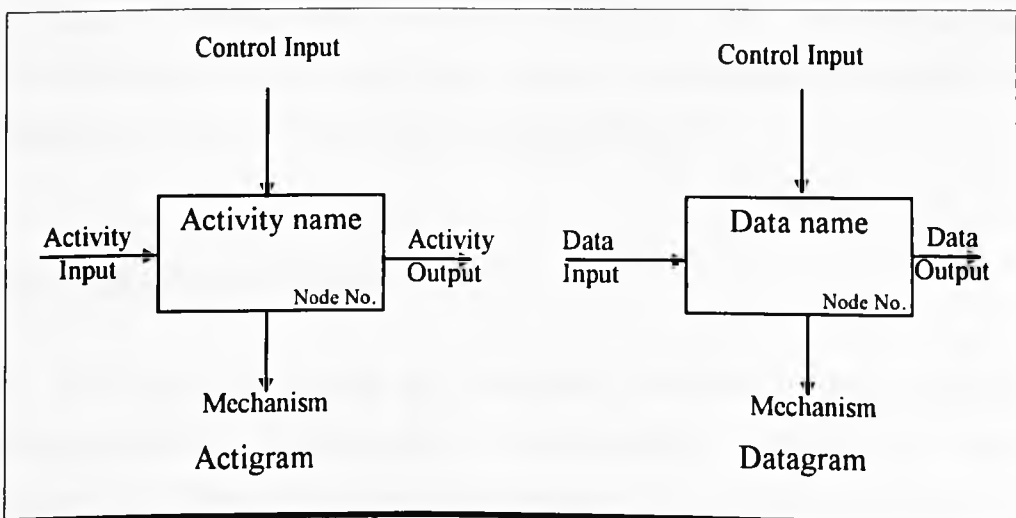 Control Input
Activity name
Activity
Input
Activity
Output
Node No.
Mechanism
Actigram
Control Input
Data name
Data
Input
Data
Output
Node No.
Mechanism
Datagram